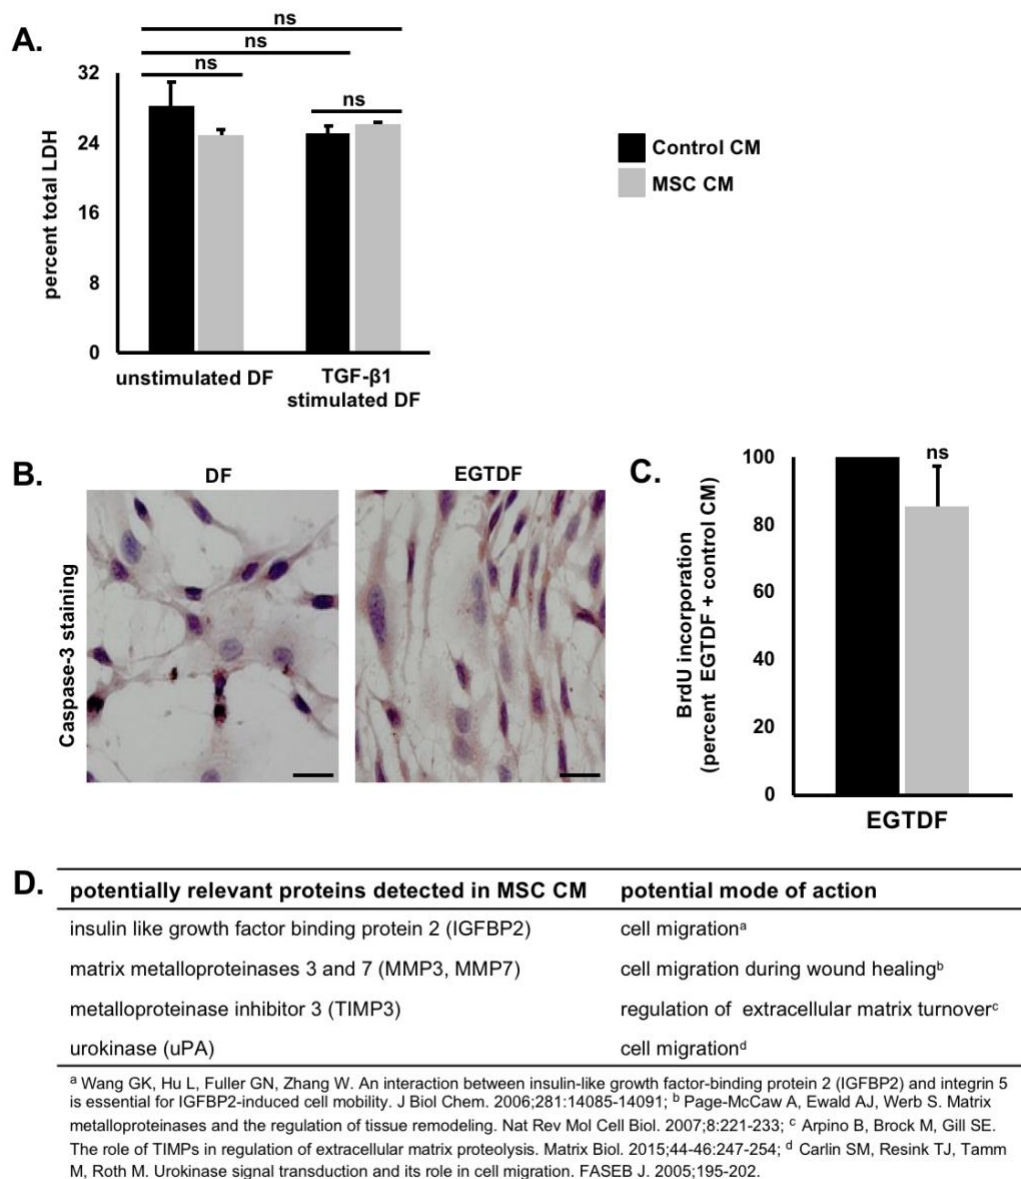 A.
ns
ns
ns
ns
32
24
16
8
0
percent total LDH
unstimulated DF
TGF-β1
stimulated DF
Control CM
MSC CM
B.
DF
EGTDF
Caspase-3 staining
C.
100
80
60
40
20
0
ns
BrdU incorporation
(percent EGTDF + control CM)
EGTDF
D.
potentially relevant proteins detected in MSC CM potential mode of action
insulin like growth factor binding protein 2 (IGFBP2) cell migrationᵃ
matrix metalloproteinases 3 and 7 (MMP3, MMP7) cell migration during wound healingᵇ
metalloproteinase inhibitor 3 (TIMP3) regulation of extracellular matrix turnoverᶜ
urokinase (uPA) cell migrationᵈ
ᵃ Wang GK, Hu L, Fuller GN, Zhang W. An interaction between insulin-like growth factor-binding protein 2 (IGFBP2) and integrin 5
is essential for IGFBP2-induced cell mobility. J Biol Chem. 2006;281:14085-14091; ᵇ Page-McCaw A, Ewald AJ, Werb S. Matrix
metalloproteinases and the regulation of tissue remodeling. Nat Rev Mol Cell Biol. 2007;8:221-233; ᶜ Arpino B, Brock M, Gill SE.
The role of TIMPs in regulation of extracellular matrix proteolysis. Matrix Biol. 2015;44-46:247-254; ᵈ Carlin SM, Resink TJ, Tamm
M, Roth M. Urokinase signal transduction and its role in cell migration. FASEB J. 2005;195-202.